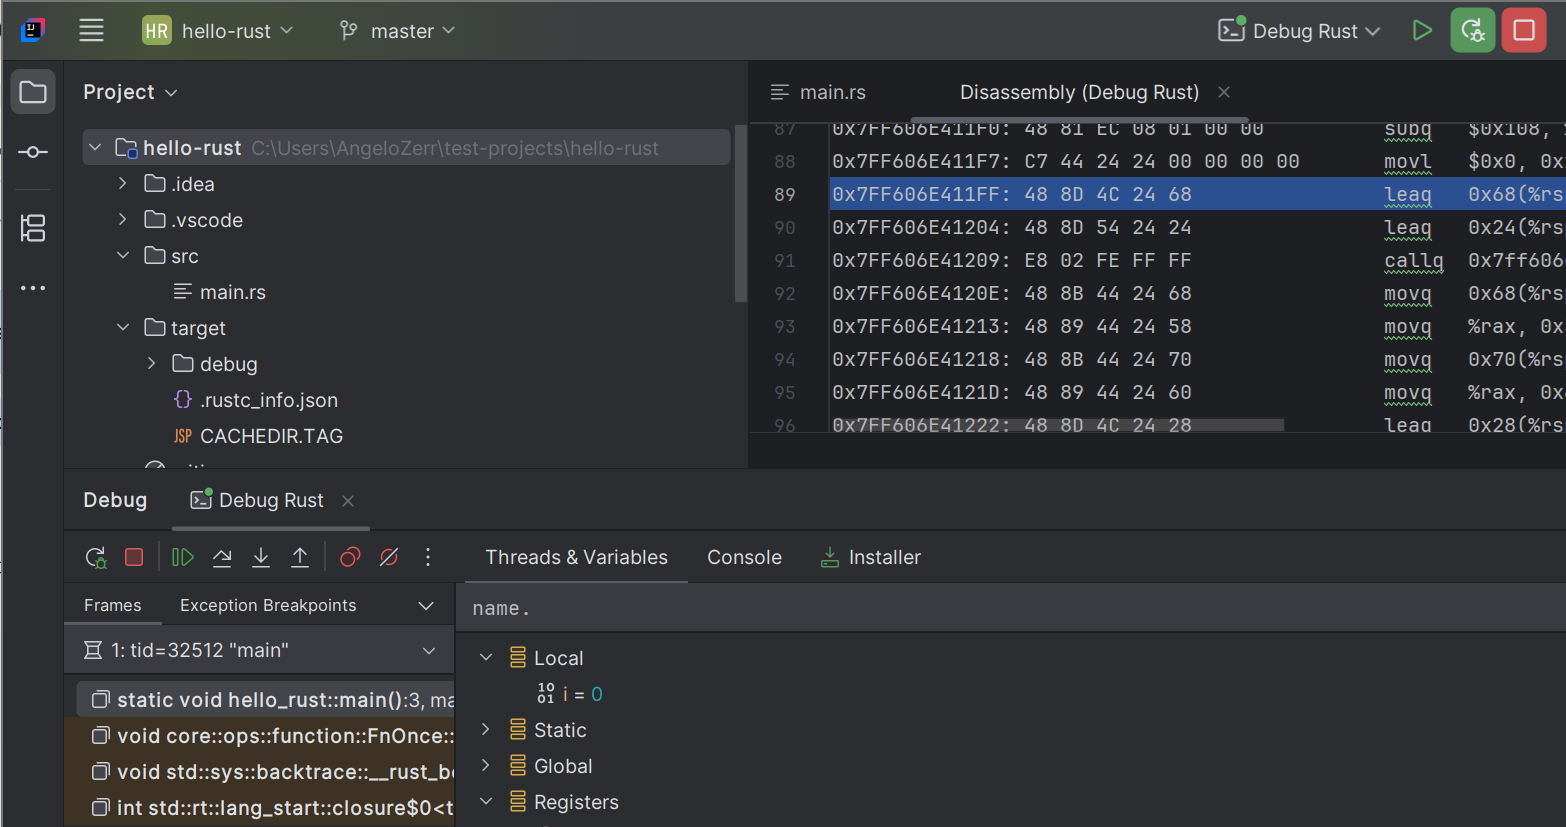 HR hello-rust master Debug Rust
Project
hello-rust C:\Users\AngeloZerr\test-projects\hello-rust
.idea
.vscode
src
main.rs
target
debug
.rustc_info.json
JSP CACHEDIR.TAG
main.rs Disassembly (Debug Rust)
87 0x7FF606E411F0: 48 81 EC 08 01 00 00 subq $0x108,
88 0x7FF606E411F7: C7 44 24 24 00 00 00 00 movl $0x0, 0x
89 0x7FF606E411FF: 48 8D 4C 24 68 leaq 0x68(%rs
90 0x7FF606E41204: 48 8D 54 24 24 leaq 0x24(%rs
91 0x7FF606E41209: E8 02 FE FF FF callq 0x7ff606
92 0x7FF606E4120E: 48 8B 44 24 68 movq 0x68(%rs
93 0x7FF606E41213: 48 89 44 24 58 movq %rax, 0x
94 0x7FF606E41218: 48 8B 44 24 70 movq 0x70(%rs
95 0x7FF606E4121D: 48 89 44 24 60 movq %rax, 0x
96 0x7FF606E41222: 48 8D 4C 24 28 leaq 0x28(%rs
Debug Debug Rust
Threads & Variables Console Installer
Frames Exception Breakpoints
1: tid=32512 "main"
static void hello_rust::main():3, ma
void core::ops::function::FnOnce::
void std::sys::backtrace::__rust_be
int std::rt::lang_start::closure$0<t
name.
Local
i = 0
Static
Global
Registers